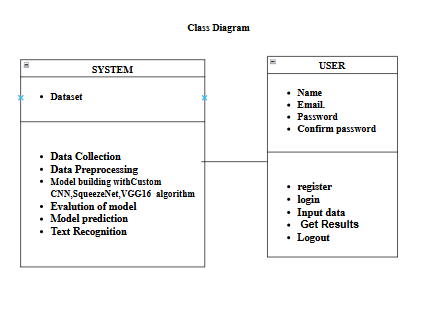 Class Diagram
SYSTEM
• Dataset
• Data Collection
• Data Preprocessing
• Model building withCustom
CNN,SqueezeNet,VGG16 algorithm
• Evalution of model
• Model prediction
• Text Recognition
USER
• Name
• Email.
• Password
• Confirm password
• register
• login
• Input data
• Get Results
• Logout